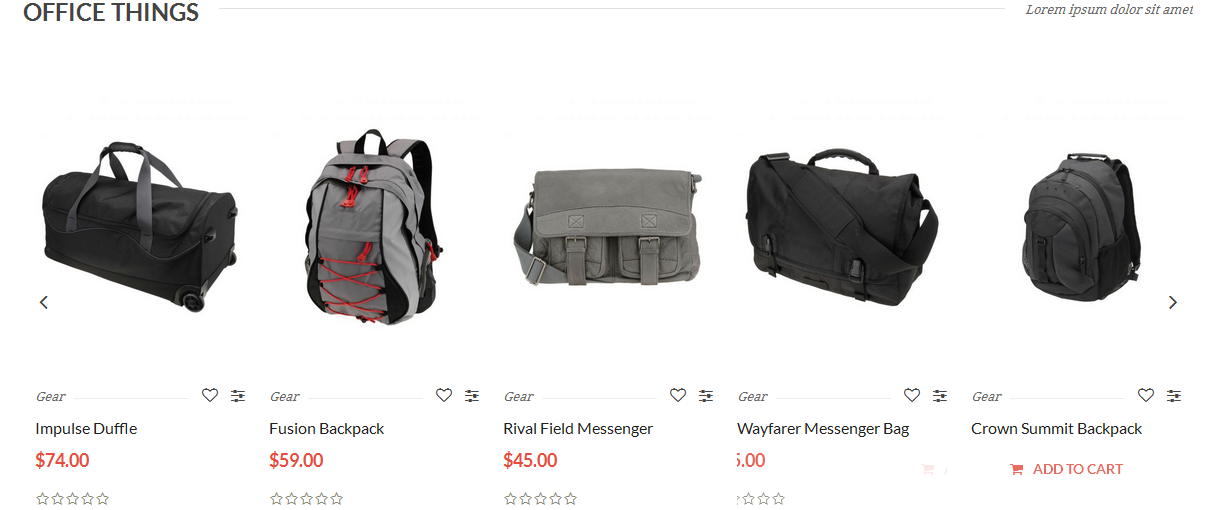 OFFICE THINGS
Lorem ipsum dolor sit amet
Gear
Gear
Gear
Gear
Gear
Impulse Duffle
Fusion Backpack
Rival Field Messenger
Wayfarer Messenger Bag
Crown Summit Backpack
$74.00
$59.00
$45.00
5.00
ADD TO CART